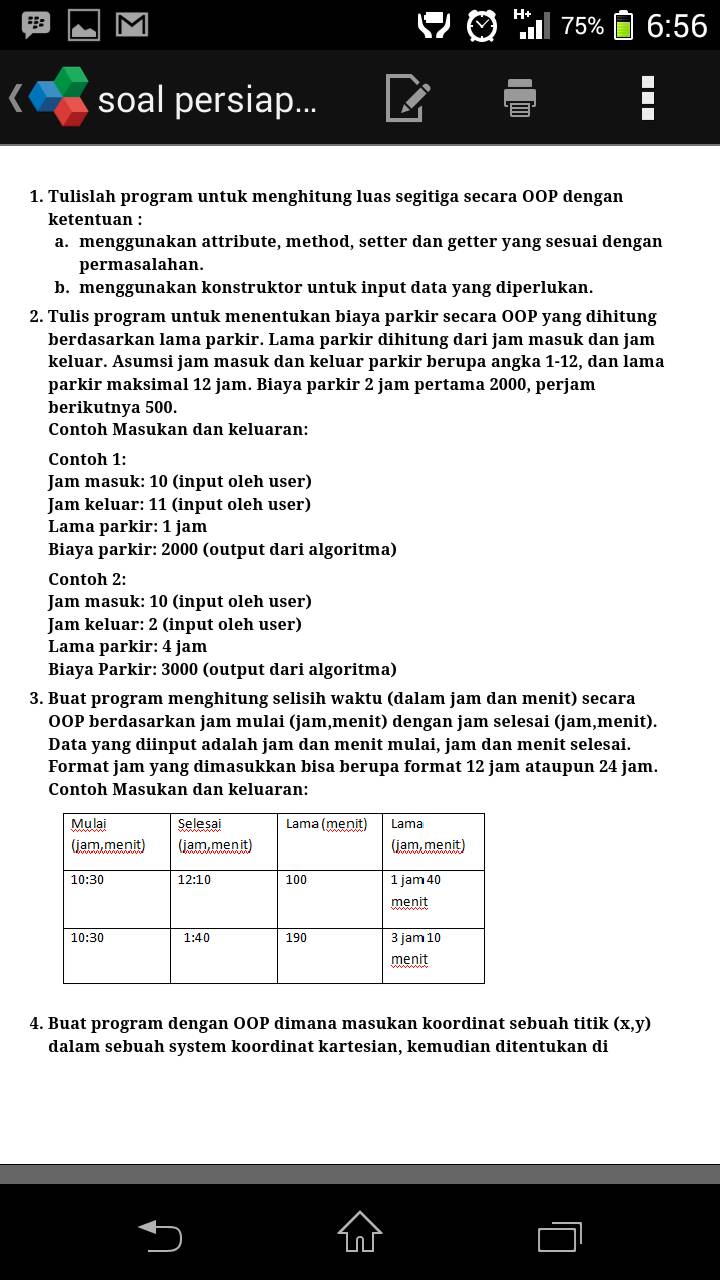 H+ 75% 6:56
soal persiap...
1. Tulislah program untuk menghitung luas segitiga secara OOP dengan
ketentuan :
a. menggunakan attribute, method, setter dan getter yang sesuai dengan
permasalahan.
b. menggunakan konstruktor untuk input data yang diperlukan.
2. Tulis program untuk menentukan biaya parkir secara OOP yang dihitung
berdasarkan lama parkir. Lama parkir dihitung dari jam masuk dan jam
keluar. Asumsi jam masuk dan keluar parkir berupa angka 1-12, dan lama
parkir maksimal 12 jam. Biaya parkir 2 jam pertama 2000, perjam
berikutnya 500.
Contoh Masukan dan keluaran:
Contoh 1:
Jam masuk: 10 (input oleh user)
Jam keluar: 11 (input oleh user)
Lama parkir: 1 jam
Biaya parkir: 2000 (output dari algoritma)
Contoh 2:
Jam masuk: 10 (input oleh user)
Jam keluar: 2 (input oleh user)
Lama parkir: 4 jam
Biaya Parkir: 3000 (output dari algoritma)
3. Buat program menghitung selisih waktu (dalam jam dan menit) secara
OOP berdasarkan jam mulai (jam,menit) dengan jam selesai (jam,menit).
Data yang diinput adalah jam dan menit mulai, jam dan menit selesai.
Format jam yang dimasukkan bisa berupa format 12 jam ataupun 24 jam.
Contoh Masukan dan keluaran:
Mulai Selesai Lama (menit) Lama
(jam,menit) (jam,menit) (jam,menit)
10:30 12:10 100 1 jam 40
menit
10:30 1:40 190 3 jam 10
menit
4. Buat program dengan OOP dimana masukan koordinat sebuah titik (x,y)
dalam sebuah system koordinat kartesian, kemudian ditentukan di